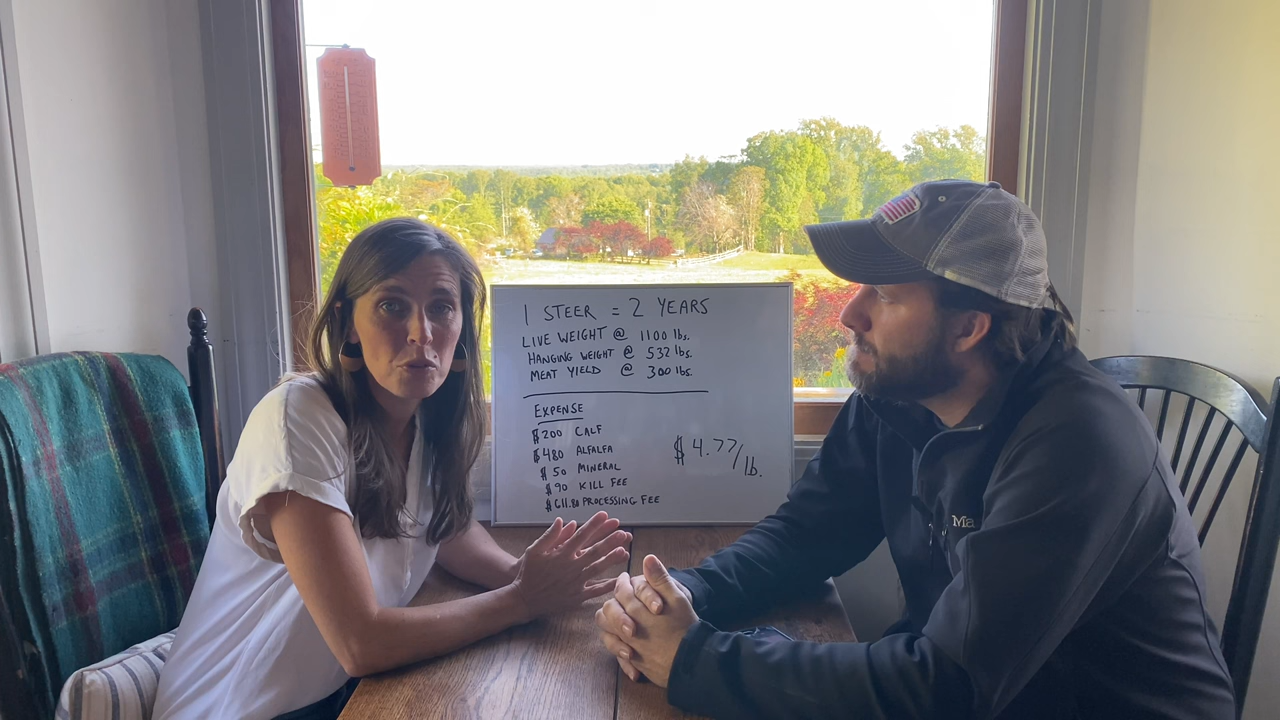 1 STEER = 2 YEARS
LIVE WEIGHT @ 1100 lbs.
HANGING WEIGHT @ 532 lbs.
MEAT YIELD @ 300 lbs.
EXPENSE
$200 CALF
$480 ALFALFA
$50 MINERAL
$90 KILL FEE
$611.80 PROCESSING FEE
$4.77/lb.
Ma